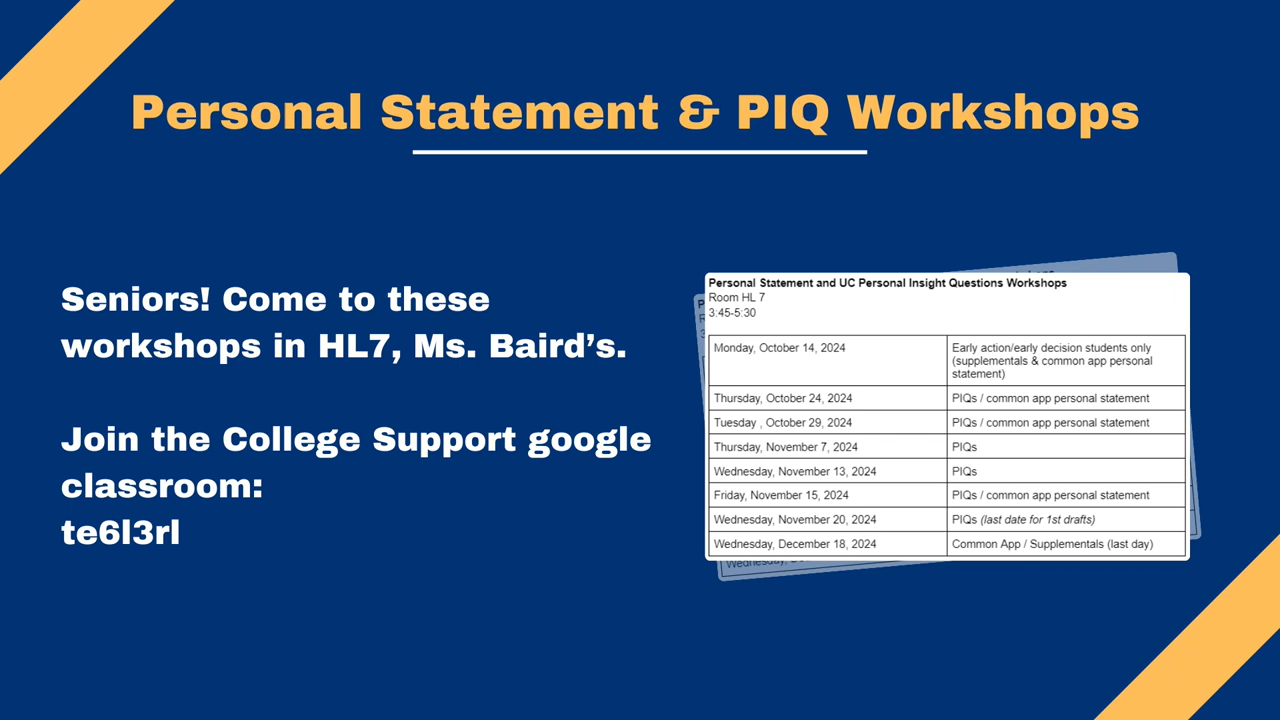 Personal Statement & PIQ Workshops
Seniors! Come to these
workshops in HL7, Ms. Baird’s.
Join the College Support google
classroom:
te6l3rl
Personal Statement and UC Personal Insight Questions Workshops
Room HL 7
3:45-5:30
Monday, October 14, 2024
Early action/early decision students only
(supplementals & common app personal
statement)
Thursday, October 24, 2024
PIQs / common app personal statement
Tuesday , October 29, 2024
PIQs / common app personal statement
Thursday, November 7, 2024
PIQs
Wednesday, November 13, 2024
PIQs
Friday, November 15, 2024
PIQs / common app personal statement
Wednesday, November 20, 2024
PIQs (last date for 1st drafts)
Wednesday, December 18, 2024
Common App / Supplementals (last day)